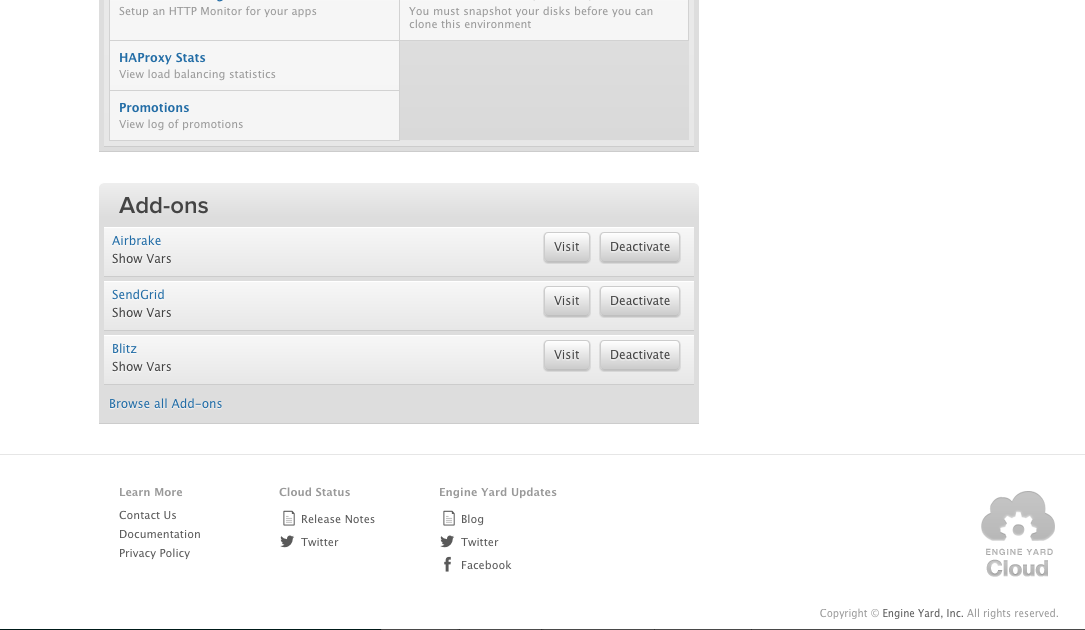 Setup an HTTP Monitor for your apps
You must snapshot your disks before you can
clone this environment
HAProxy Stats
View load balancing statistics
Promotions
View log of promotions
Add-ons
Airbrake
Show Vars
Visit
Deactivate
SendGrid
Show Vars
Visit
Deactivate
Blitz
Show Vars
Visit
Deactivate
Browse all Add-ons
Learn More
Contact Us
Documentation
Privacy Policy
Cloud Status
Release Notes
Twitter
Engine Yard Updates
Blog
Twitter
Facebook
ENGINE YARD
Cloud
Copyright © Engine Yard, Inc. All rights reserved.